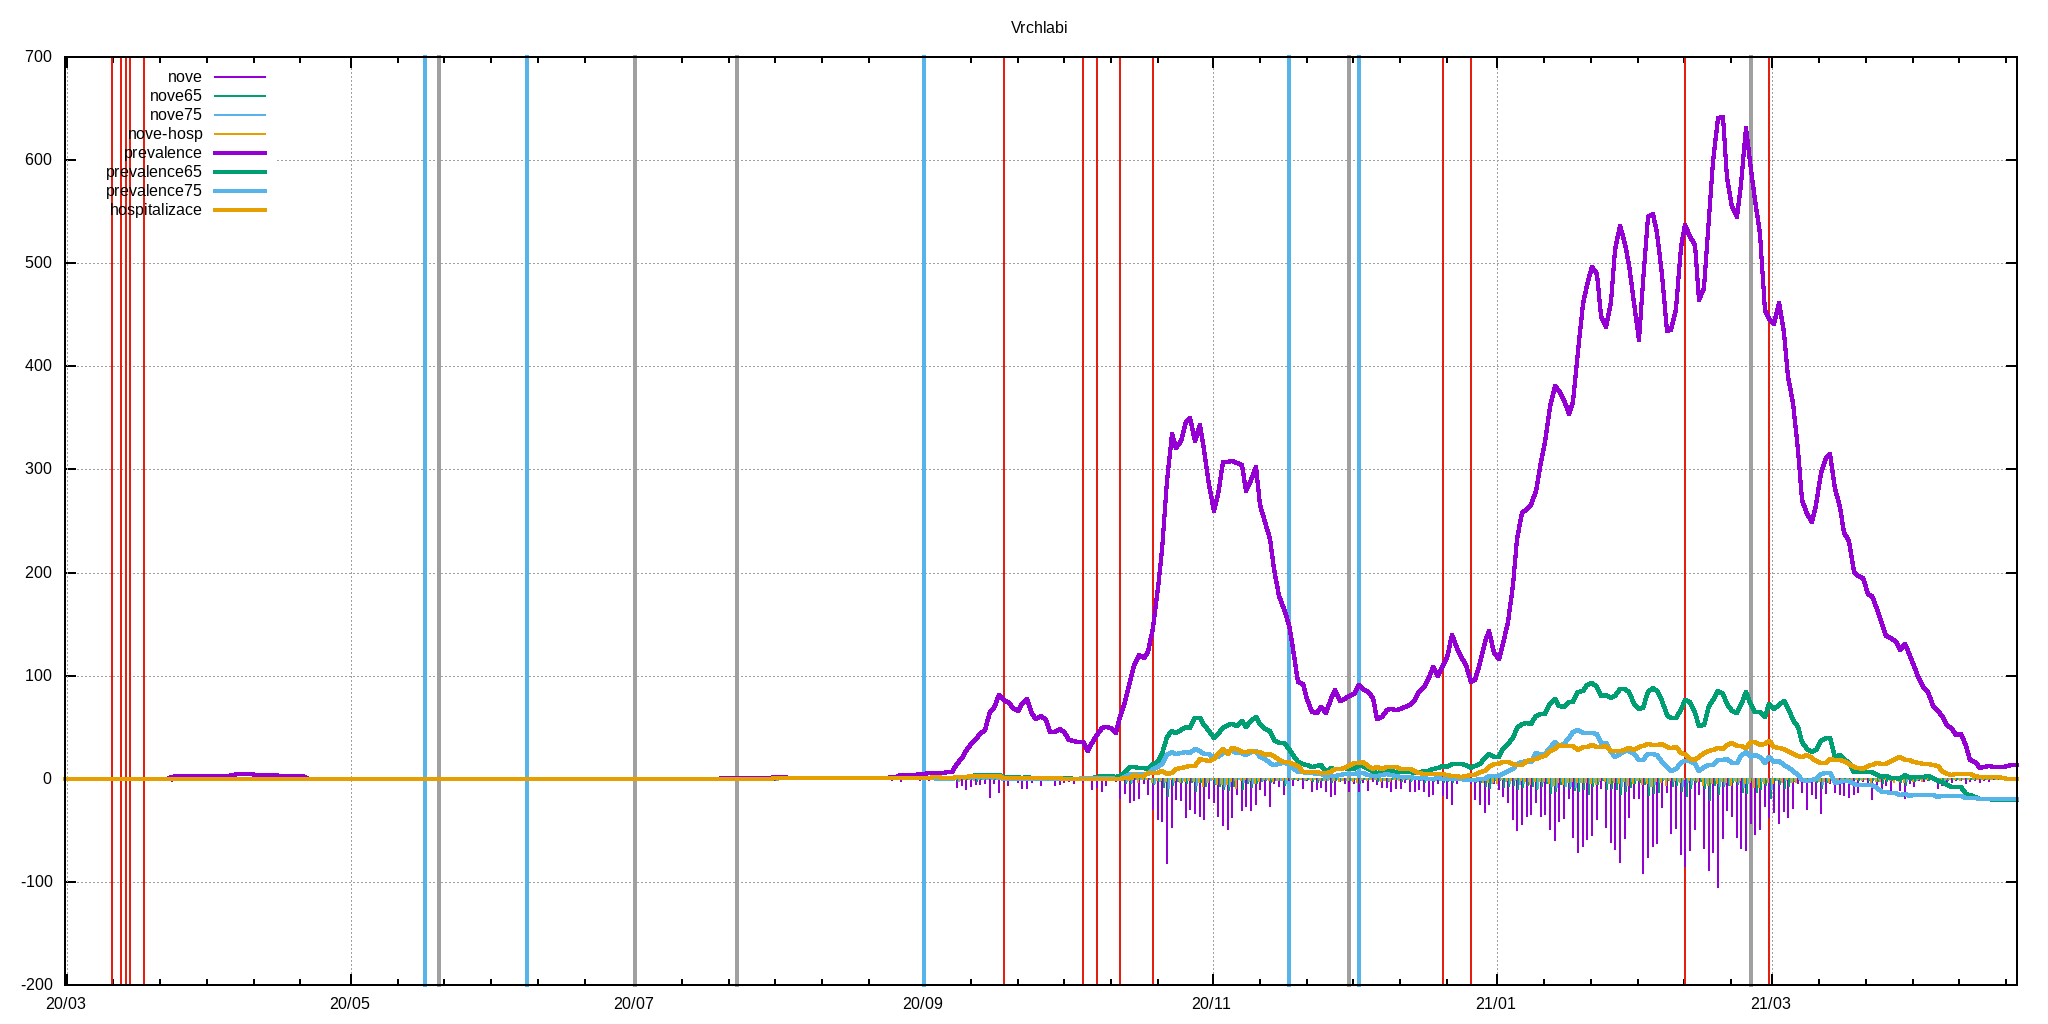 Vrchlabi
700
600
500
400
300
200
100
0
-100
-200
nove
nove65
nove75
nove-hosp
prevalence
prevalence65
prevalence75
hospitalizace
20/03 20/05 20/07 20/09 20/11 21/01 21/03